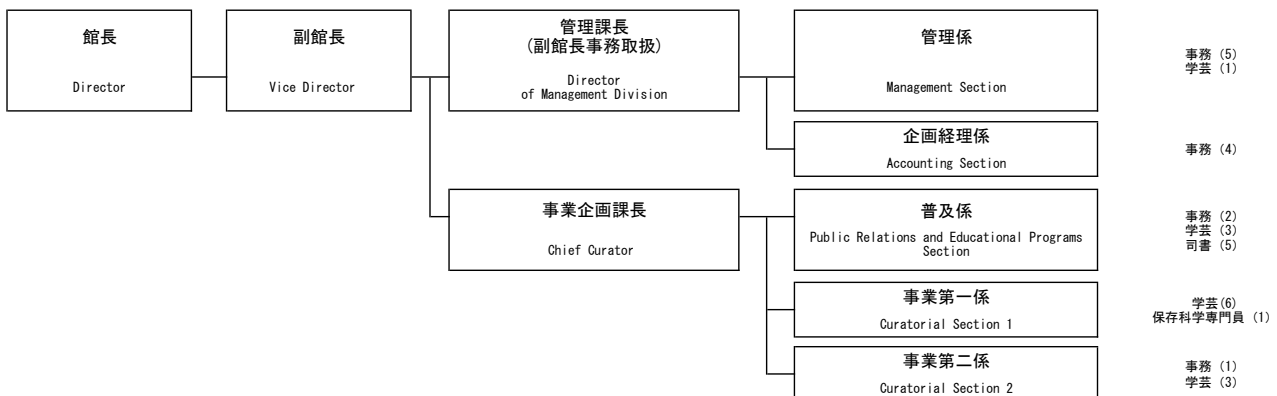 館長
Director
副館長
Vice Director
管理課長
(副館長事務取扱)
Director
of Management Division
管理係
Management Section
事務 (5)
学芸 (1)
企画経理係
Accounting Section
事務 (4)
事業企画課長
Chief Curator
普及係
Public Relations and Educational Programs
Section
事務 (2)
学芸 (3)
司書 (5)
事業第一係
Curatorial Section 1
学芸(6)
保存科学専門員 (1)
事業第二係
Curatorial Section 2
事務 (1)
学芸 (3)